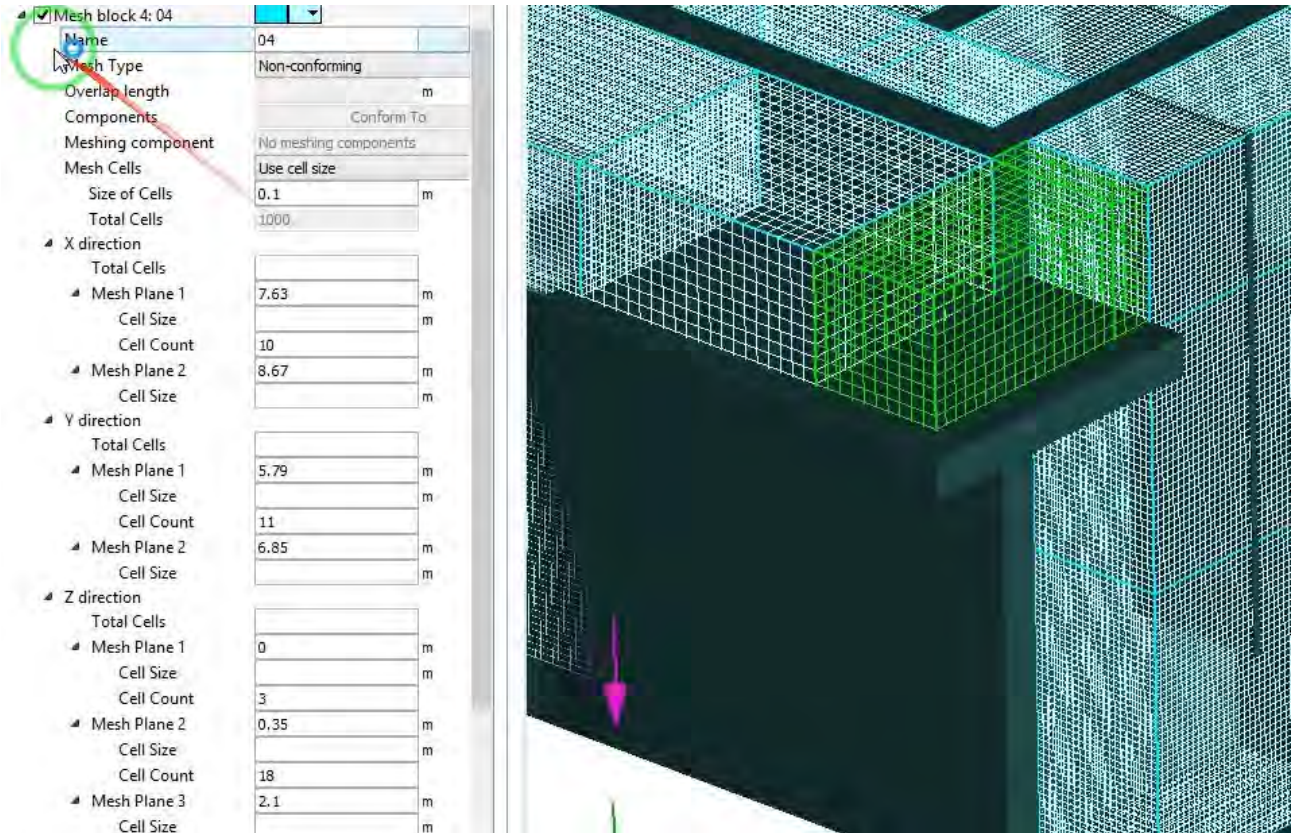 Mesh block 4: 04
Name 04
Mesh Type Non-conforming
Overlap length m
Components Conform To
Meshing component No meshing components
Mesh Cells Use cell size
Size of Cells 0.1 m
Total Cells 1000
X direction
Total Cells
Mesh Plane 1 7.63 m
Cell Size m
Cell Count 10
Mesh Plane 2 8.67 m
Cell Size m
Y direction
Total Cells
Mesh Plane 1 5.79 m
Cell Size m
Cell Count 11
Mesh Plane 2 6.85 m
Cell Size m
Z direction
Total Cells
Mesh Plane 1 0 m
Cell Size m
Cell Count 3
Mesh Plane 2 0.35 m
Cell Size m
Cell Count 18
Mesh Plane 3 2.1 m
Cell Size m